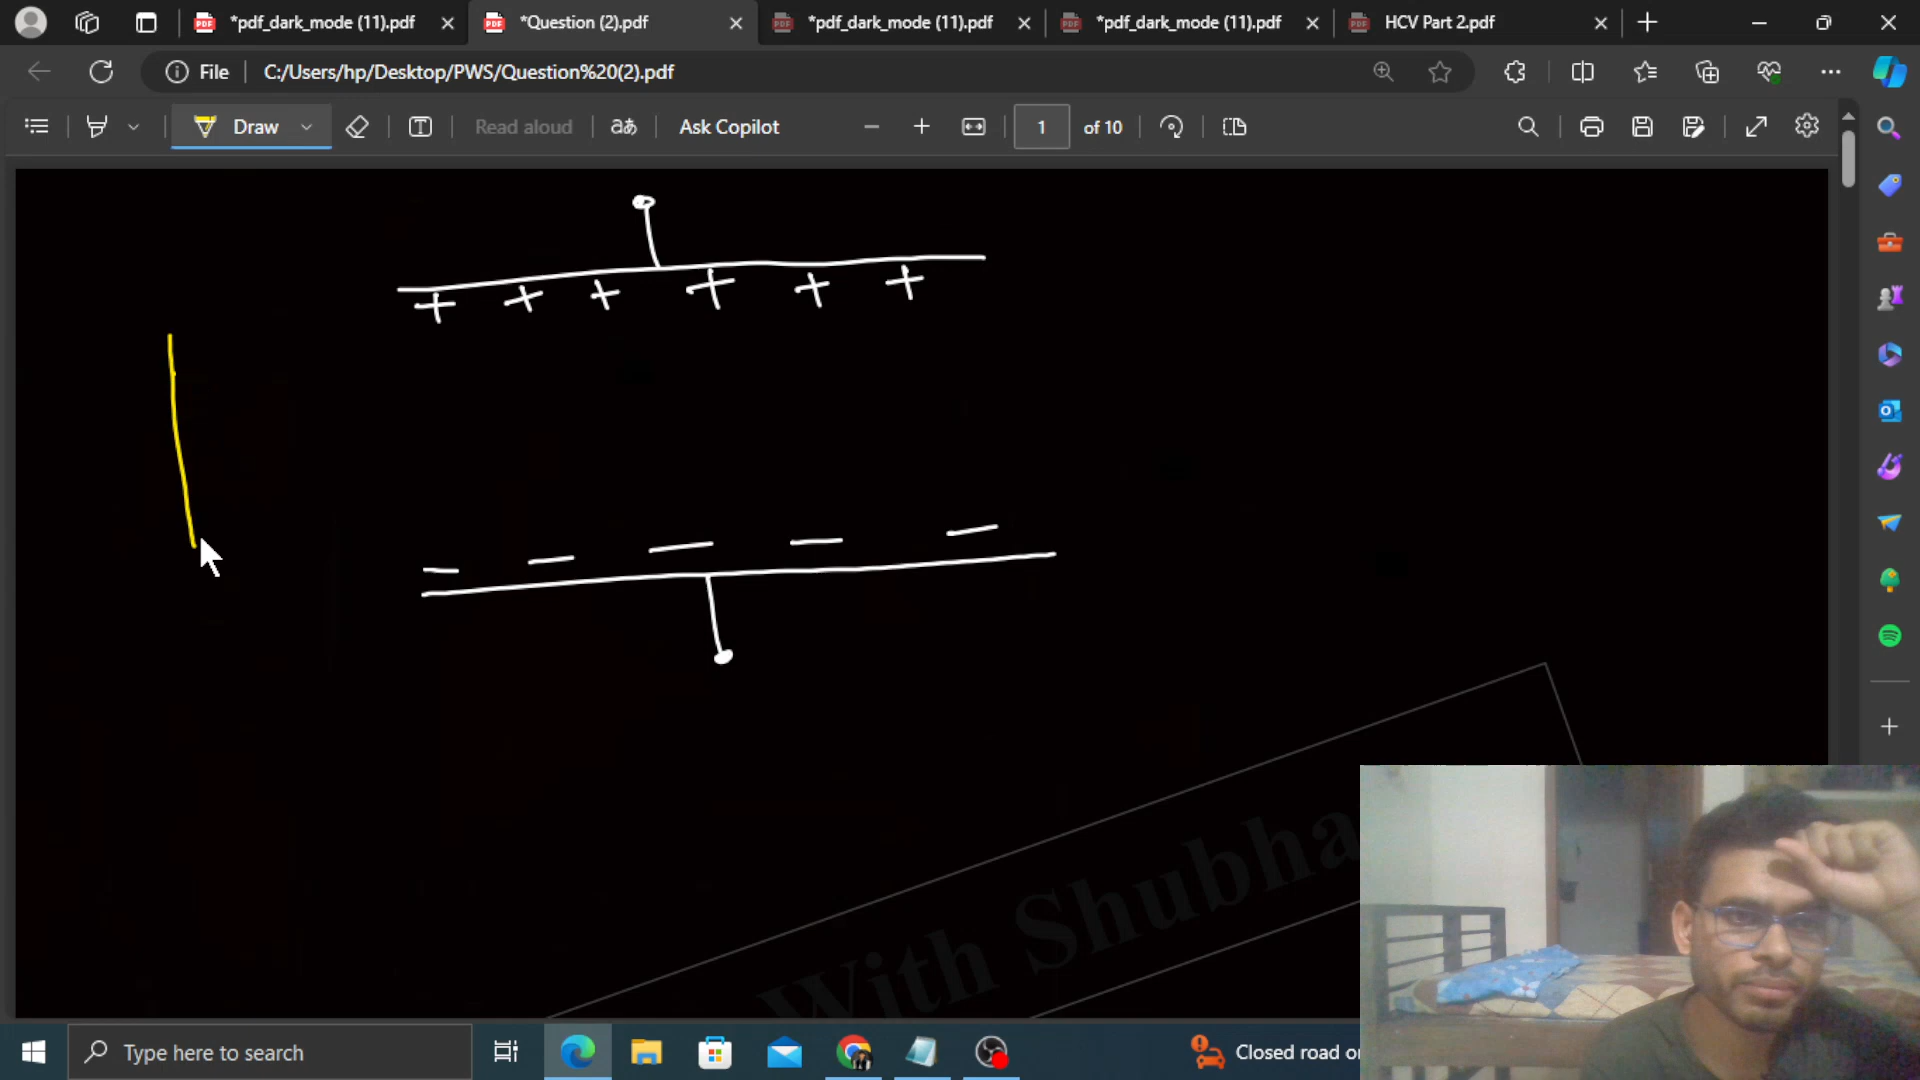 *pdf_dark_mode (11).pdf
*Question (2).pdf
*pdf_dark_mode (11).pdf
*pdf_dark_mode (11).pdf
HCV Part 2.pdf
File
C:/Users/hp/Desktop/PWS/Question%20(2).pdf
Draw
Read aloud
Ask Copilot
1
of 10
+ + + + + +
− − − − −
With Shubha
Type here to search
Closed road